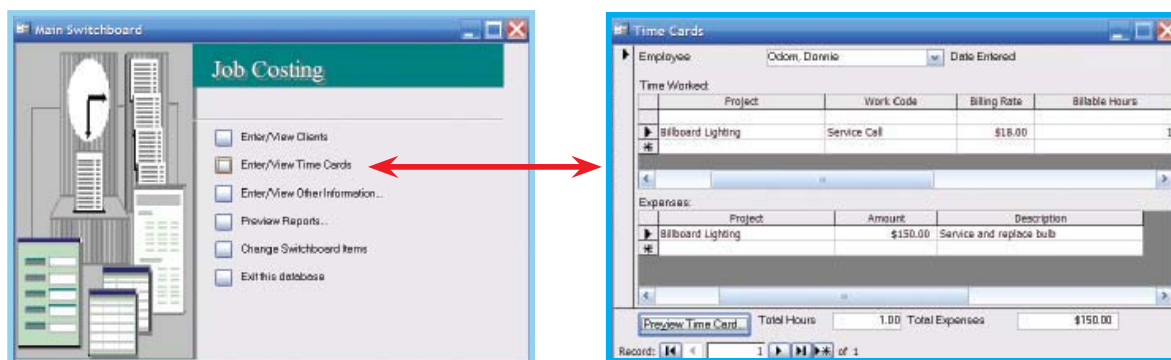 Main Switchboard
Job Costing
Enter/View Clients
Enter/View Time Cards
Enter/View Other Information...
Preview Reports...
Change Switchboard Items
Exit this database
Time Cards
Employee Odom, Donnie Date Entered
Time Worked:
Project Work Code Billing Rate Billable Hours
Billboard Lighting Service Call $18.00 1
Expenses:
Project Amount Description
Billboard Lighting $150.00 Service and replace bulb
Preview Time Card... Total Hours 1.00 Total Expenses $150.00
Record: 1 of 1